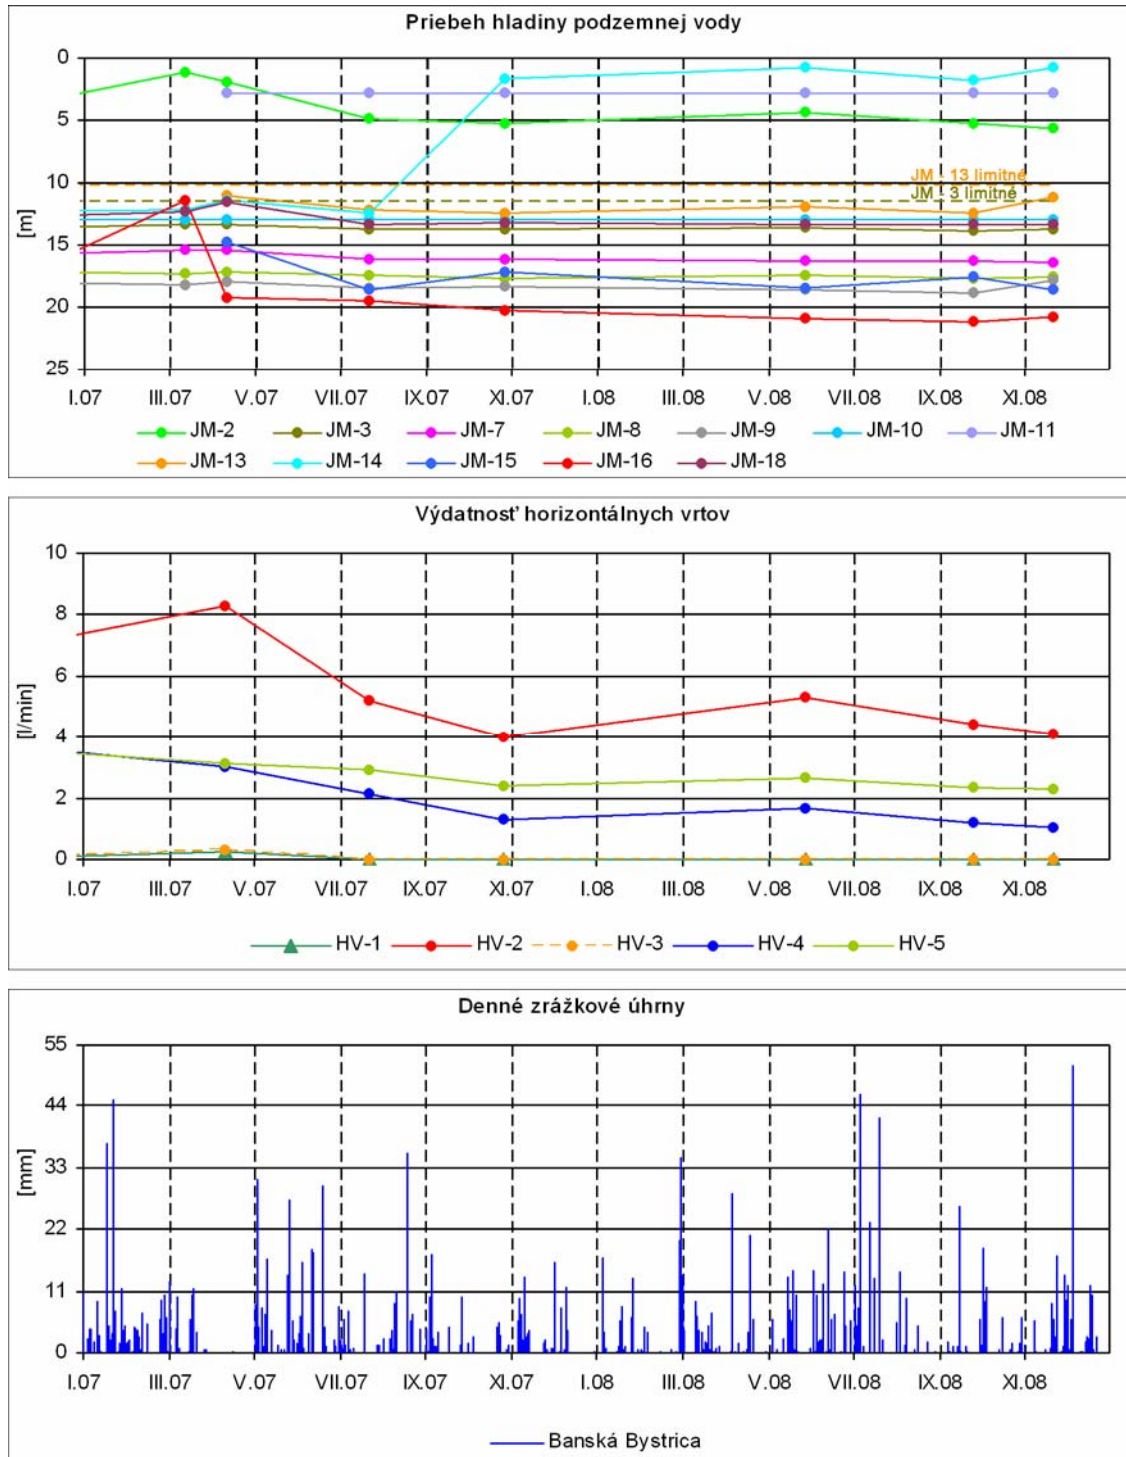 Priebeh hladiny podzemnej vody
0
5
10
15
20
25
[m]
JM - 13 limitné
JM - 3 limitné
I.07 III.07 V.07 VII.07 IX.07 XI.07 I.08 III.08 V.08 VII.08 IX.08 XI.08
JM-2 JM-3 JM-7 JM-8 JM-9 JM-10 JM-11
JM-13 JM-14 JM-15 JM-16 JM-18
Výdatnosť horizontálnych vrtov
10
8
6
4
2
0
[l/min]
I.07 III.07 V.07 VII.07 IX.07 XI.07 I.08 III.08 V.08 VII.08 IX.08 XI.08
HV-1 HV-2 HV-3 HV-4 HV-5
Denné zrážkové úhrny
55
44
33
22
11
0
[mm]
I.07 III.07 V.07 VII.07 IX.07 XI.07 I.08 III.08 V.08 VII.08 IX.08 XI.08
Banská Bystrica